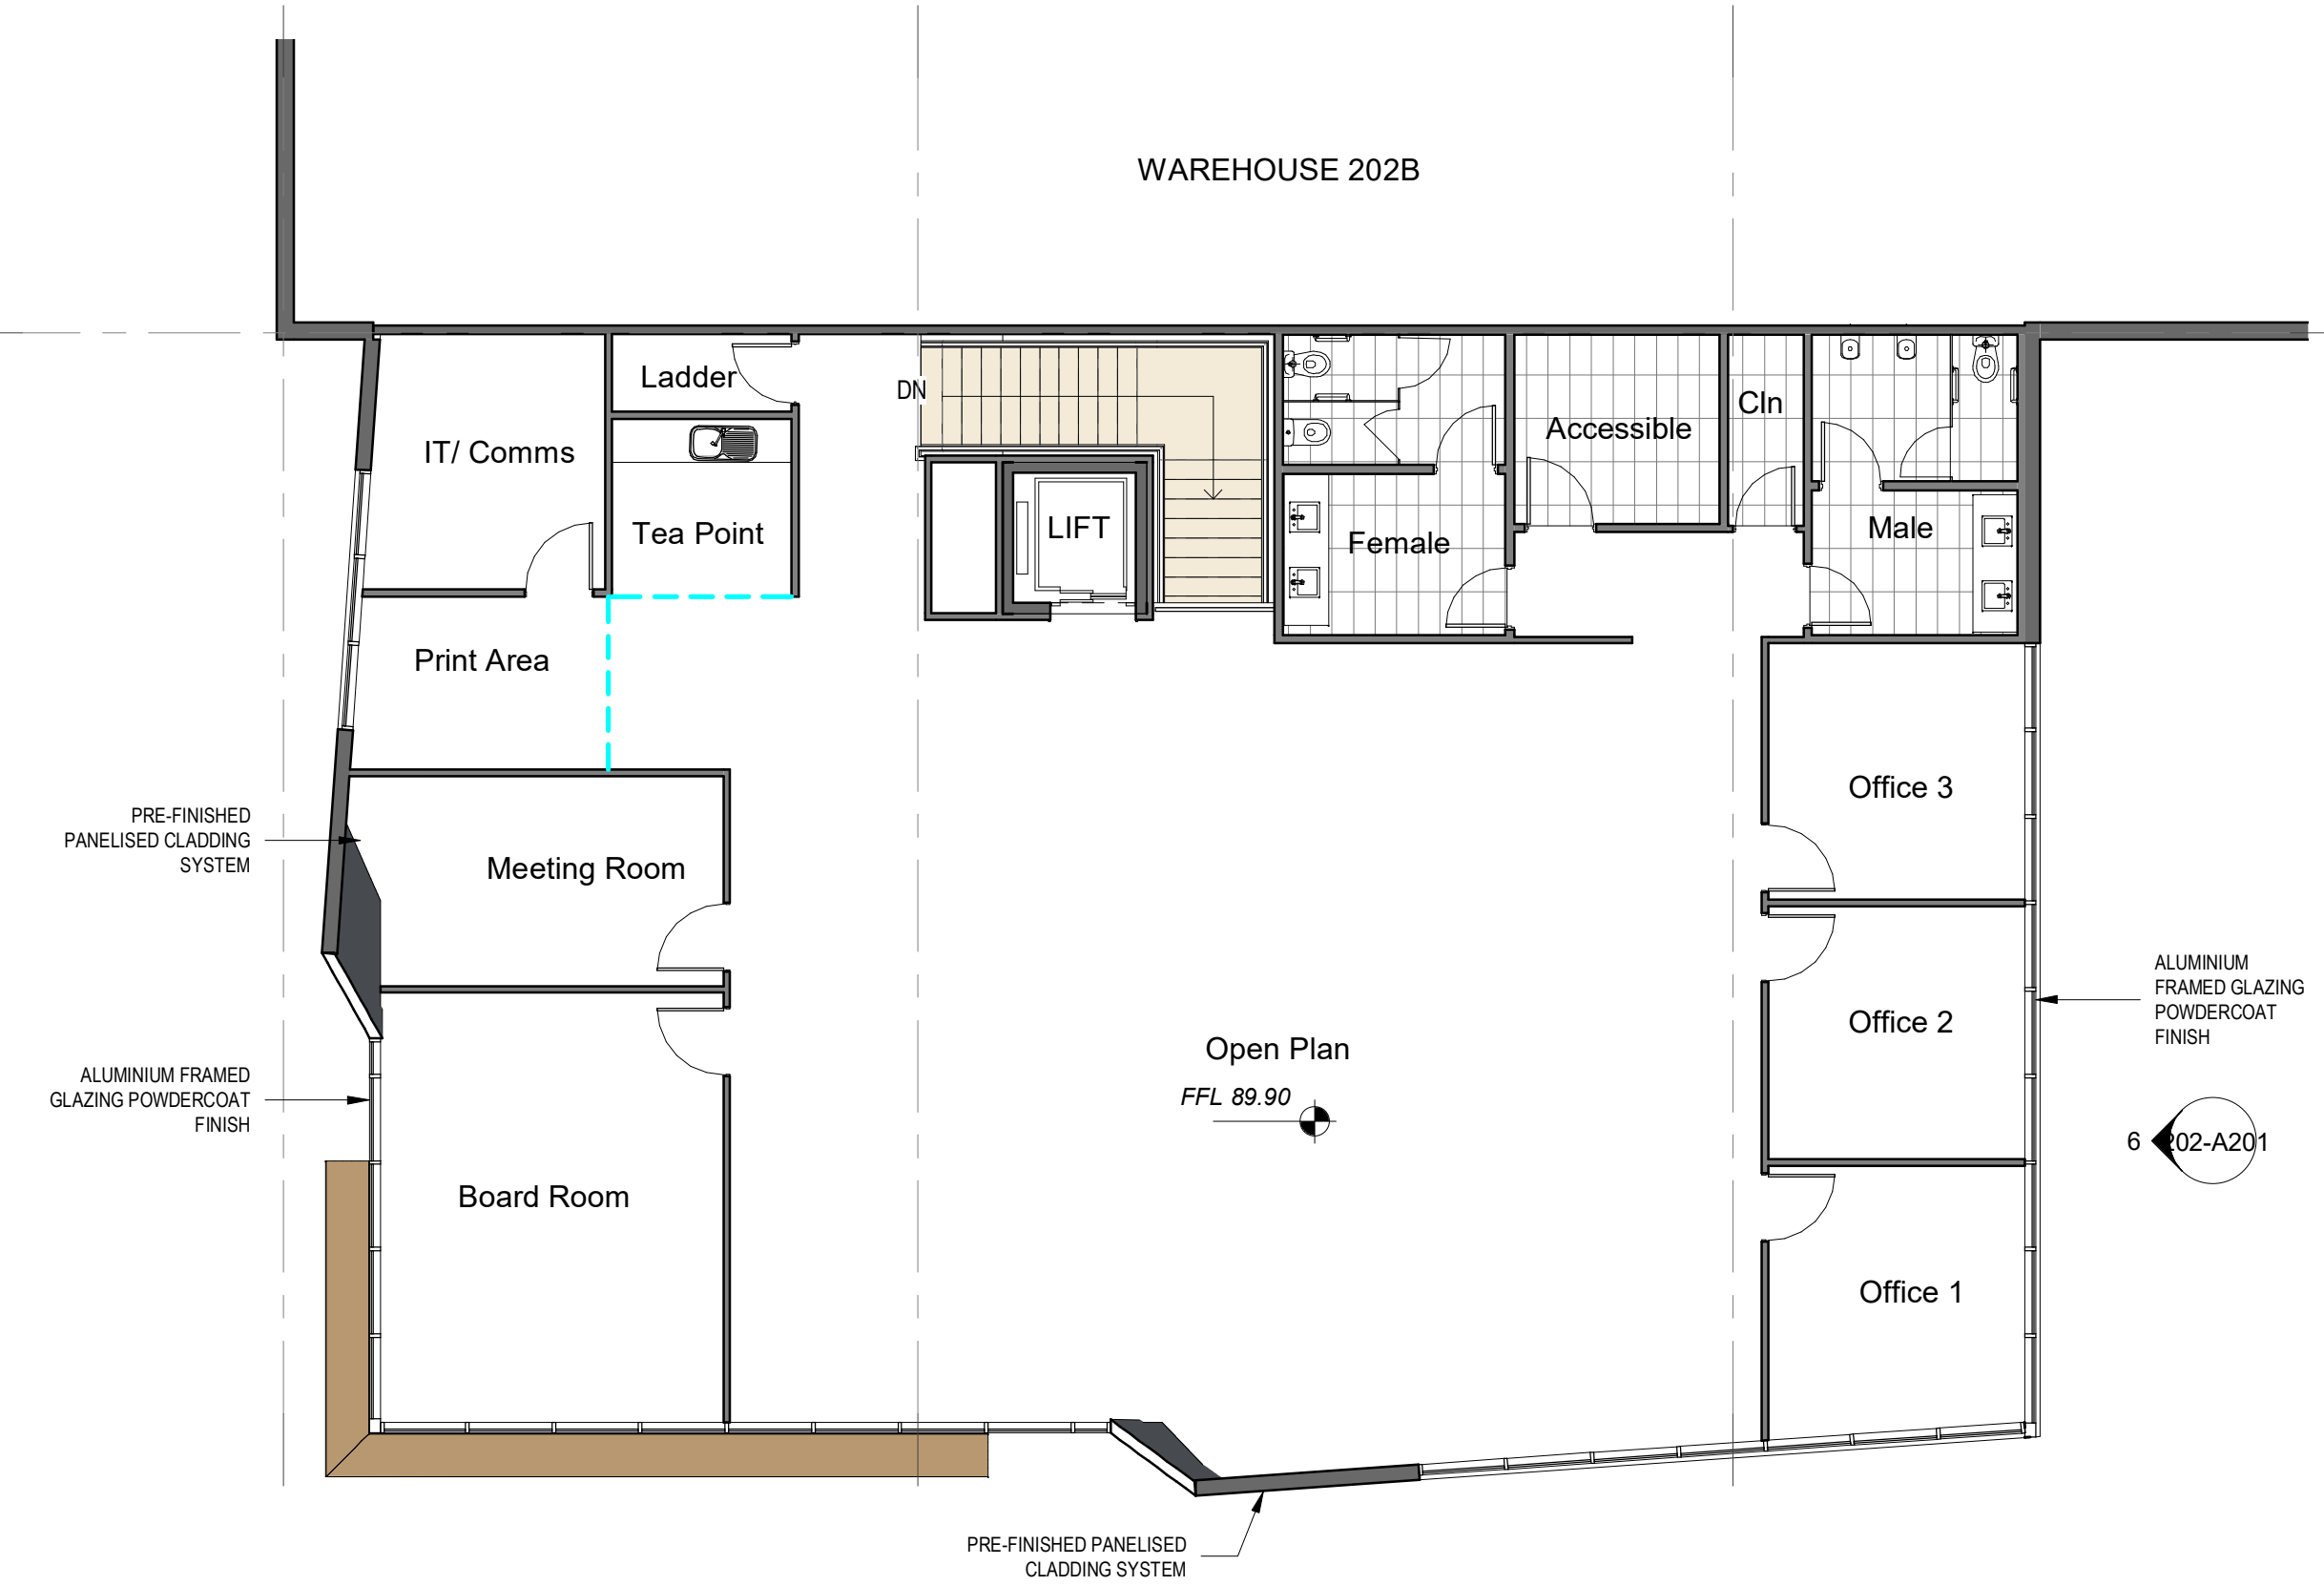 WAREHOUSE 202B
Ladder
DN
IT/ Comms
Tea Point
LIFT
Female
Accessible
Cln
Male
Print Area
Office 3
PRE-FINISHED
PANELISED CLADDING
SYSTEM
Meeting Room
ALUMINIUM
FRAMED GLAZING
POWDERCOAT
FINISH
Office 2
Open Plan
FFL 89.90
ALUMINIUM FRAMED
GLAZING POWDERCOAT
FINISH
6
202-A201
Board Room
Office 1
PRE-FINISHED PANELISED
CLADDING SYSTEM